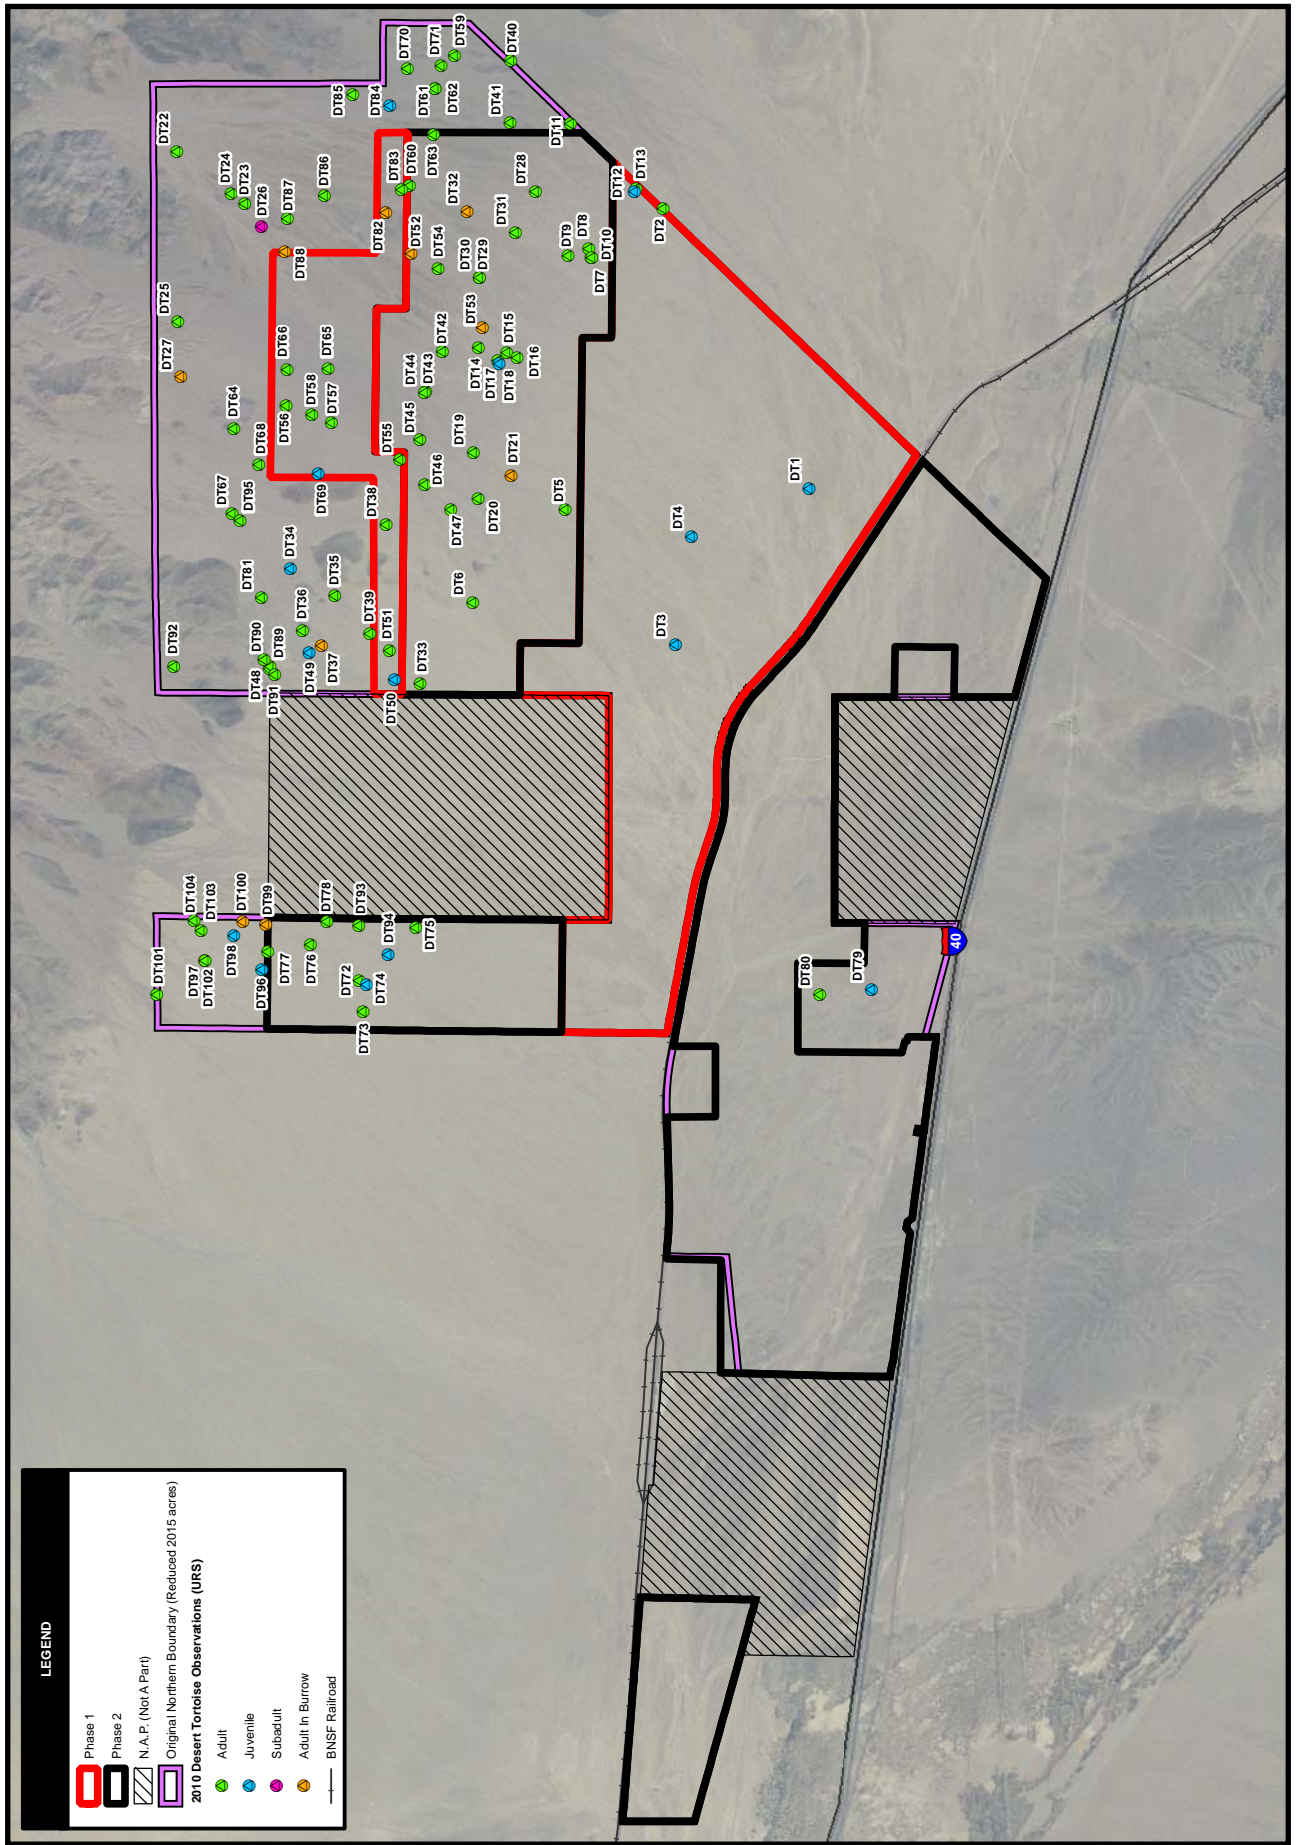 LEGEND
Phase 1
Phase 2
N.A.P. (Not A Part)
Original Northern Boundary (Reduced 2015 acres)
2010 Desert Tortoise Observations (URS)
Adult
Juvenile
Subadult
Adult In Burrow
BNSF Railroad
DT101
DT104
DT103
DT97
DT102
DT100
DT98
DT99
DT96
DT77
DT76
DT78
DT93
DT72
DT74
DT73
DT94
DT75
DT92
DT90
DT89
DT48
DT91
DT81
DT34
DT36
DT35
DT49
DT37
DT39
DT51
DT50
DT33
DT38
DT67
DT95
DT68
DT64
DT69
DT27
DT25
DT22
DT24
DT23
DT26
DT87
DT86
DT88
DT66
DT65
DT56
DT58
DT57
DT55
DT85
DT84
DT70
DT71
DT59
DT40
DT61
DT62
DT41
DT11
DT63
DT83
DT60
DT82
DT52
DT32
DT28
DT31
DT54
DT30
DT29
DT53
DT9
DT8
DT10
DT7
DT12
DT13
DT2
DT42
DT44
DT43
DT45
DT46
DT47
DT14
DT15
DT17
DT18
DT16
DT19
DT21
DT20
DT5
DT6
DT1
DT4
DT3
DT80
DT79
40